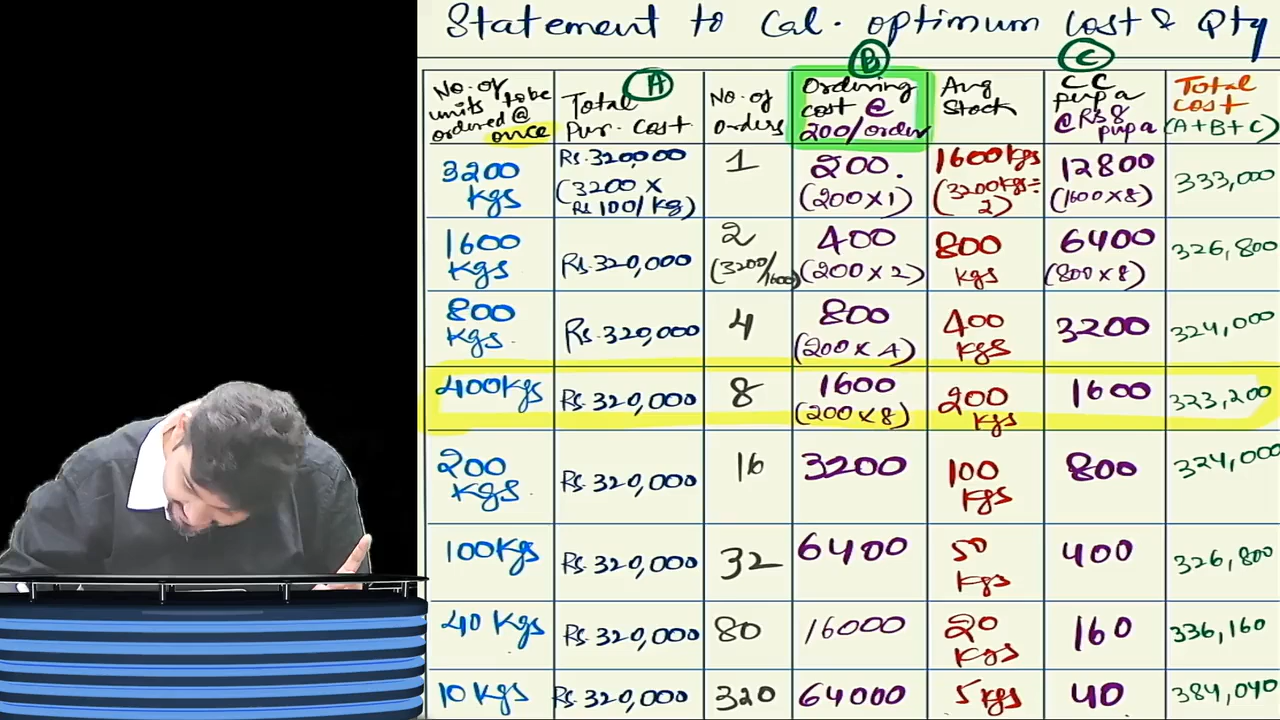 Statement to Cal. optimum Cost & Qty
No. of units to be ordered @ once
Total Pur. Cost
A
No. of orders
B
Ordering cost @ 200/order
Avg Stock
C
CC pupa @ Rs 8 pupa
Total cost (A+B+C)
3200 kgs
Rs. 320,000 (3200 x Rs 100/kg)
1
200. (200 x 1)
1600 kgs (3200kgs ÷ 2)
12800 (1600 x 8)
333,000
1600 kgs
Rs. 320,000
2 (3200/1600)
400 (200 x 2)
800 kgs
6400 (800 x 8)
326,800
800 kgs.
Rs. 320,000
4
800 (200 x 4)
400 kgs
3200
324,000
400 kgs
Rs. 320,000
8
1600 (200 x 8)
200 kgs
1600
323,200
200 kgs
Rs. 320,000
16
3200
100 kgs
800
324,000
100 kgs
Rs. 320,000
32
6400
50 kgs
400
326,800
40 kgs
Rs. 320,000
80
16000
20 kgs
160
336,160
10 kgs
Rs. 320,000
320
64000
5 kgs
40
384,040